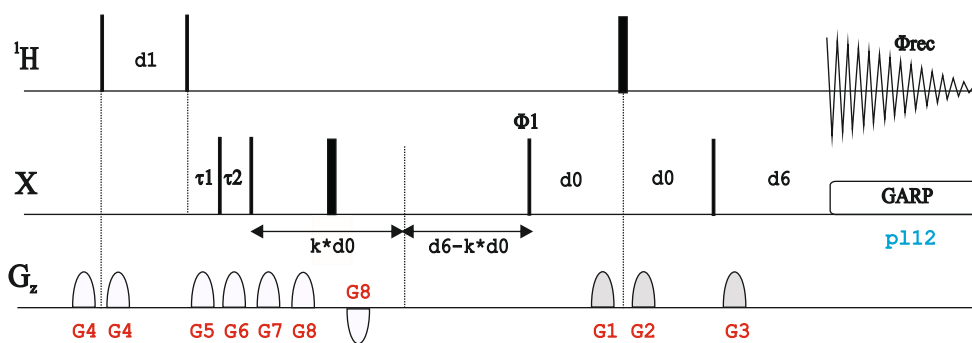 ¹H d1 Φrec
Φ1
X τ1 τ2 d0 d0 d6 GARP
k*d0 d6-k*d0 pl12
Gz G8
G4 G4 G5 G6 G7 G8 G1 G2 G3